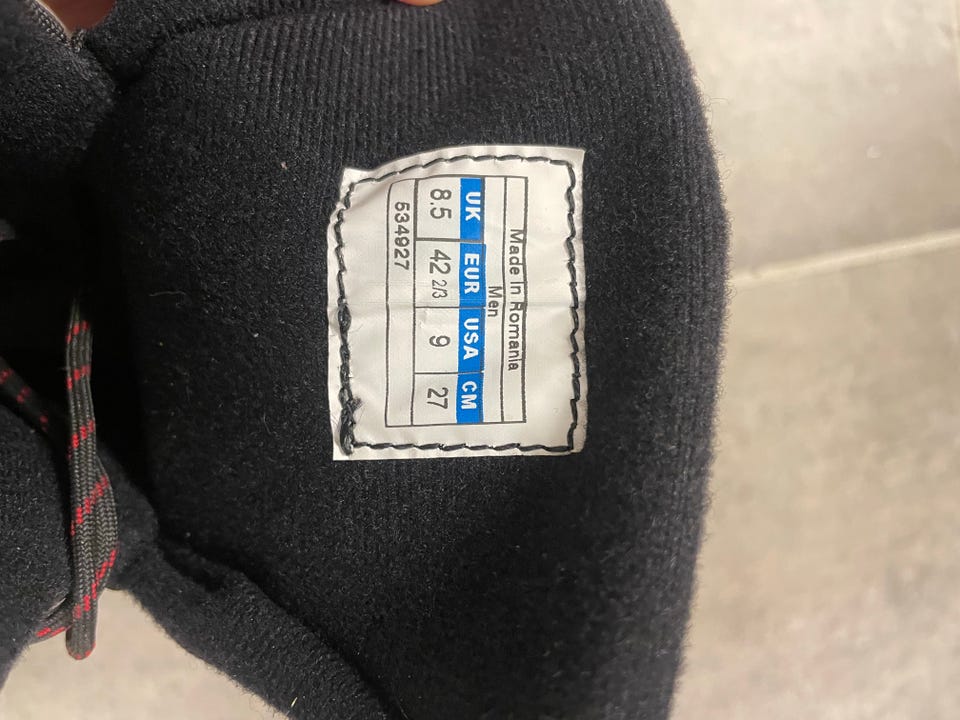 Made in Romania
Men
UK EUR USA CM
8.5 42 2/3 9 27
534927